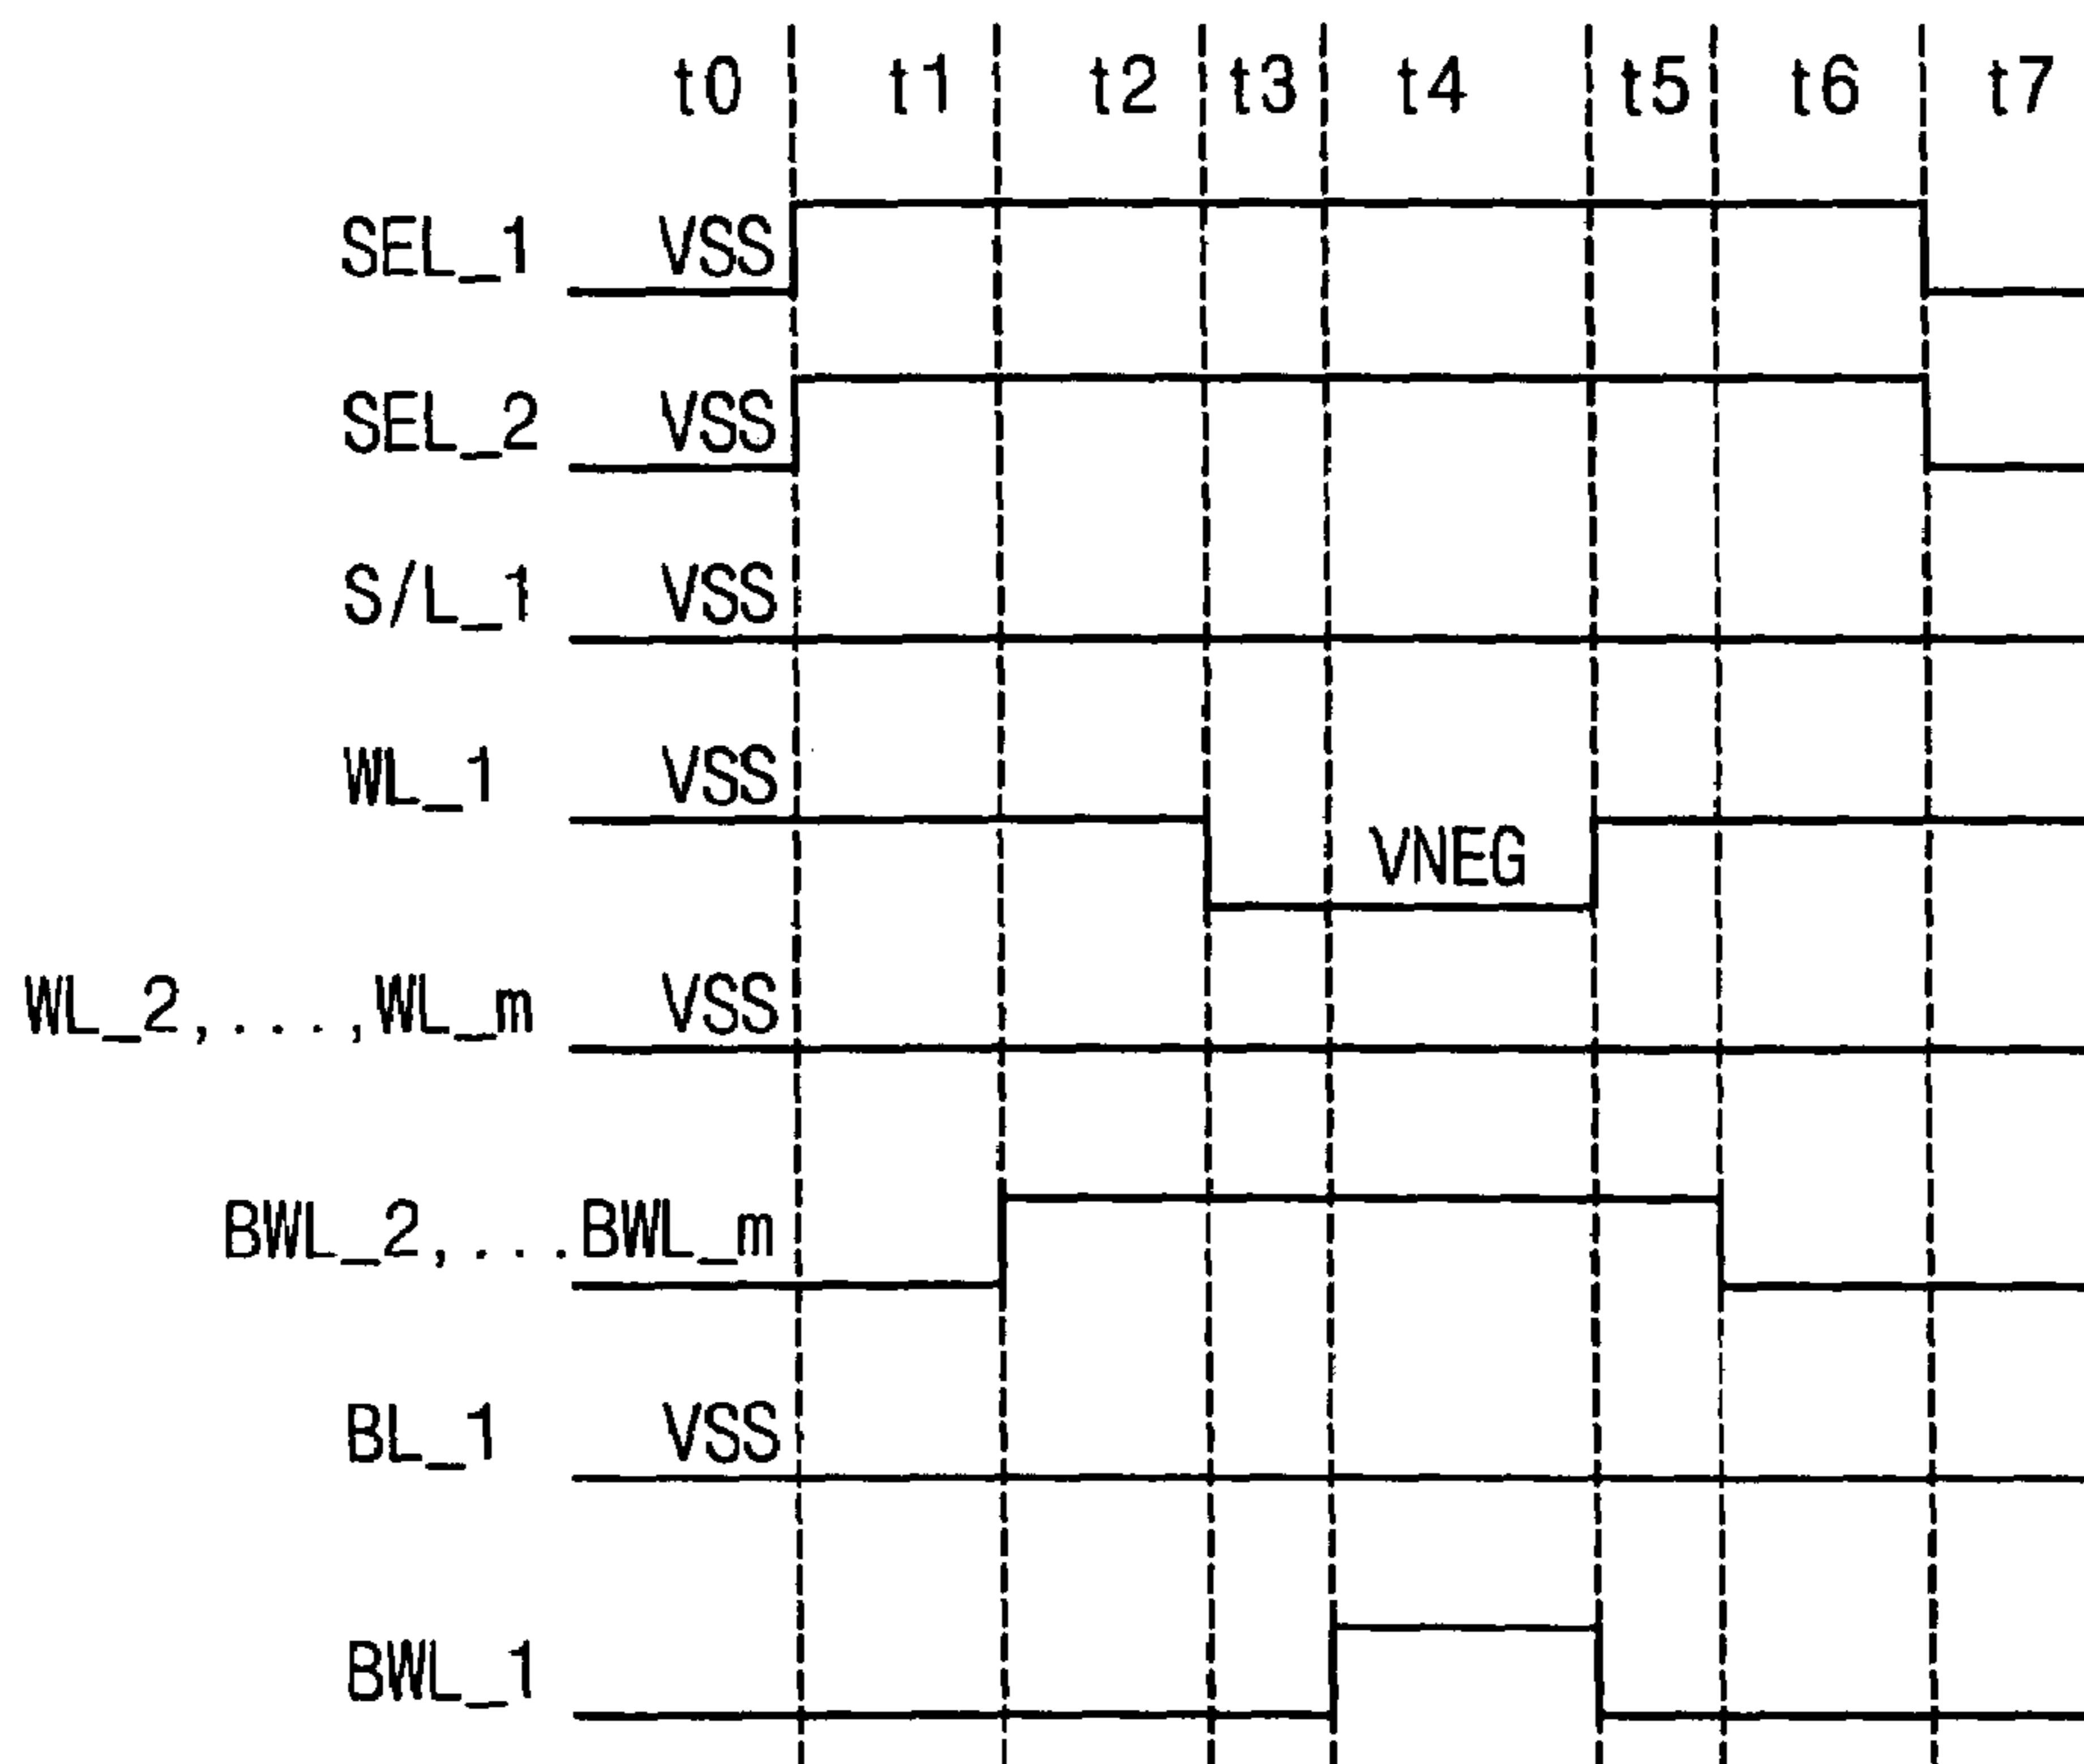 t0 t1 t2 t3 t4 t5 t6 t7
SEL_1 VSS
SEL_2 VSS
S/L_1 VSS
WL_1 VSS
VNEG
WL_2,...,WL_m VSS
BWL_2,...BWL_m
BL_1 VSS
BWL_1